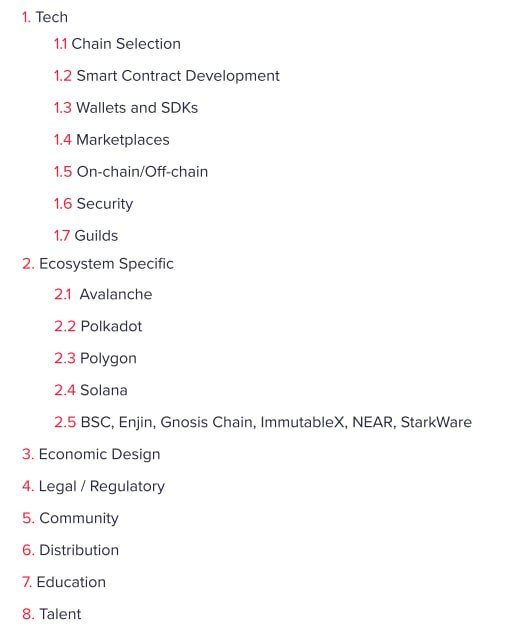 1. Tech
1.1 Chain Selection
1.2 Smart Contract Development
1.3 Wallets and SDKs
1.4 Marketplaces
1.5 On-chain/Off-chain
1.6 Security
1.7 Guilds
2. Ecosystem Specific
2.1 Avalanche
2.2 Polkadot
2.3 Polygon
2.4 Solana
2.5 BSC, Enjin, Gnosis Chain, ImmutableX, NEAR, StarkWare
3. Economic Design
4. Legal / Regulatory
5. Community
6. Distribution
7. Education
8. Talent